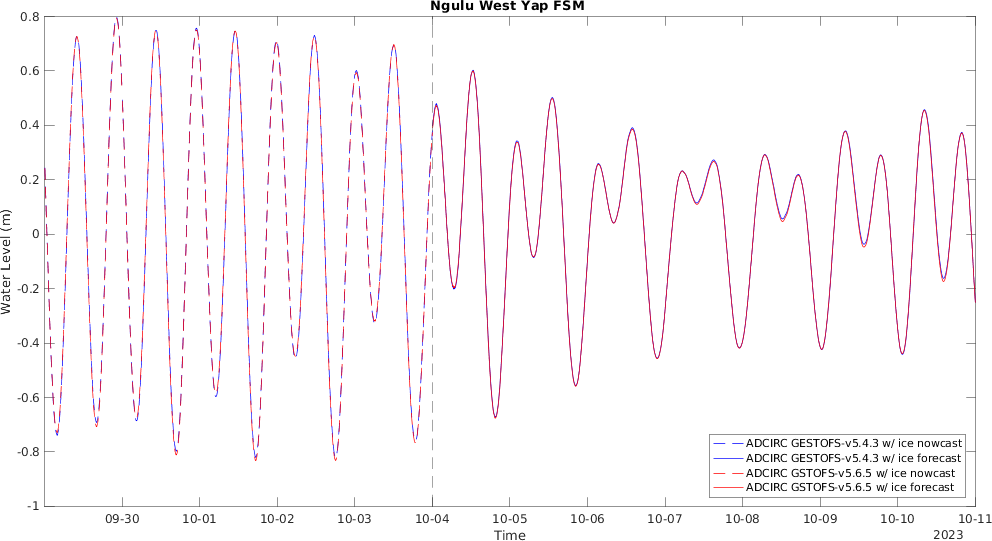 Ngulu West Yap FSM
0.8
0.6
0.4
0.2
0
-0.2
-0.4
-0.6
-0.8
-1
Water Level (m)
ADCIRC GESTOFS-v5.4.3 w/ ice nowcast
ADCIRC GESTOFS-v5.4.3 w/ ice forecast
ADCIRC GSTOFS-v5.6.5 w/ ice nowcast
ADCIRC GSTOFS-v5.6.5 w/ ice forecast
09-30 10-01 10-02 10-03 10-04 10-05 10-06 10-07 10-08 10-09 10-10 10-11
Time
2023